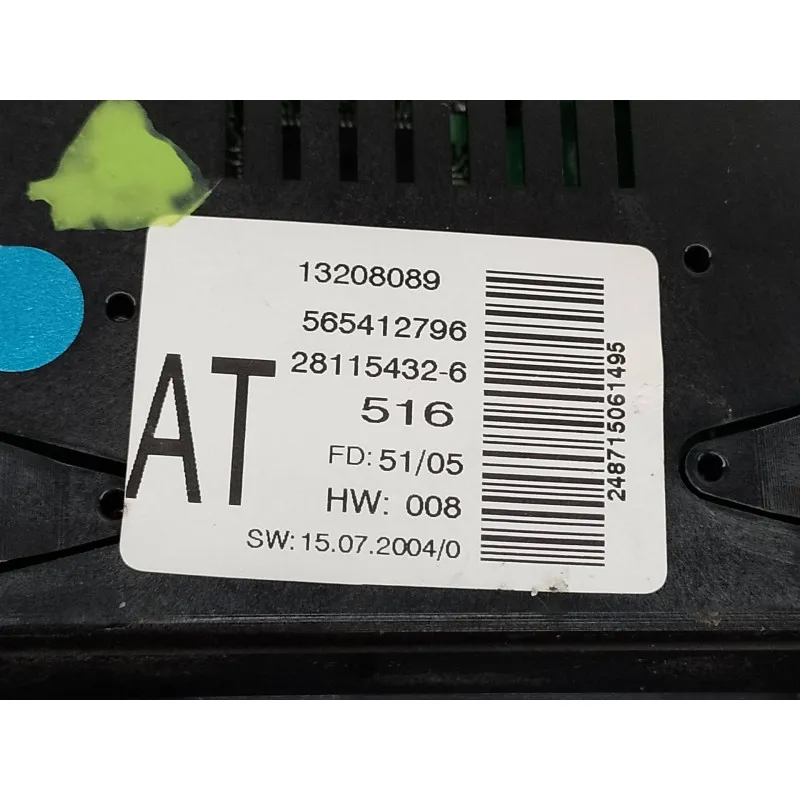 13208089
565412796
28115432-6
516
AT
FD: 51/05
HW: 008
SW: 15.07.2004/0
248715061495